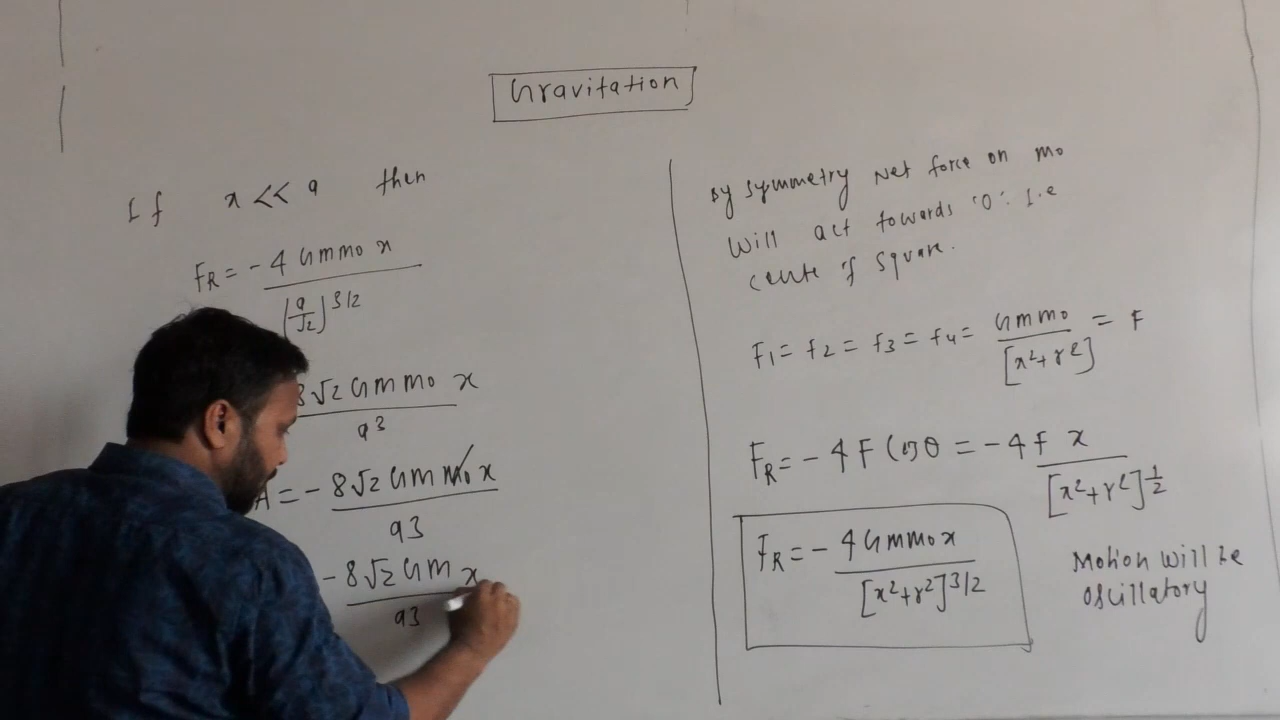 Gravitation
If x << a then
FR = - 4 Gmmo x / (a/√2)^3/2
8√2 Gmmo x / a3
A = - 8√2 Gmmo x / a3
- 8√2 Gm x / a3
By symmetry Net force on mo
will act towards 'O'. I.e
centre of square.
F1 = f2 = f3 = f4 = Gmmo / [x2+r2] = F
FR = - 4F Cosθ = - 4F x / [x2+r2]^1/2
FR = - 4Gmmo x / [x2+r2]^3/2
Motion will be
oscillatory